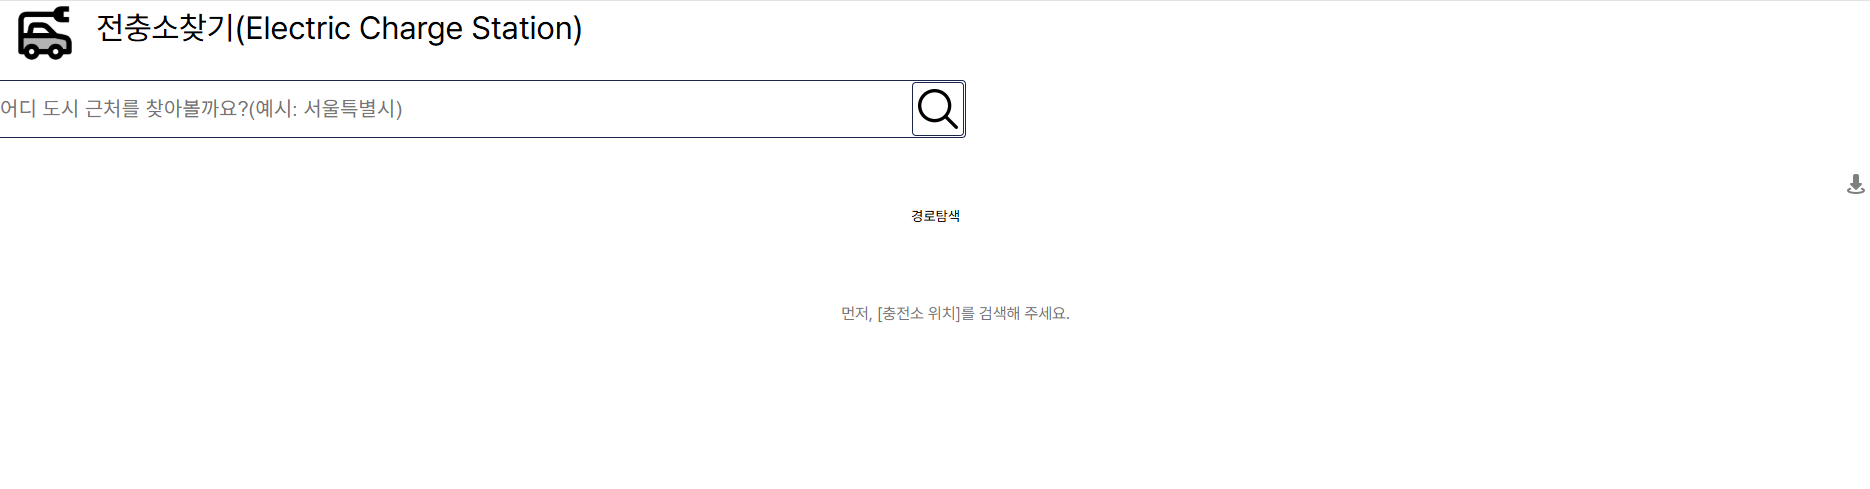 전충소찾기(Electric Charge Station)
어디 도시 근처를 찾아볼까요?(예시: 서울특별시)
경로탐색
먼저, [충전소 위치]를 검색해 주세요.